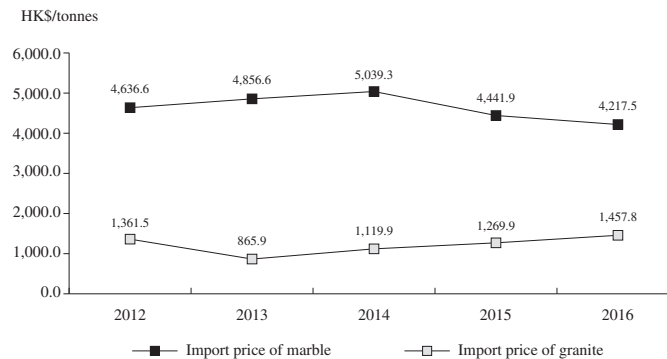 HK$/tonnes
6,000.0
5,000.0
4,000.0
3,000.0
2,000.0
1,000.0
0.0
4,636.6 4,856.6 5,039.3 4,441.9 4,217.5
1,361.5 865.9 1,119.9 1,269.9 1,457.8
2012 2013 2014 2015 2016
Import price of marble Import price of granite